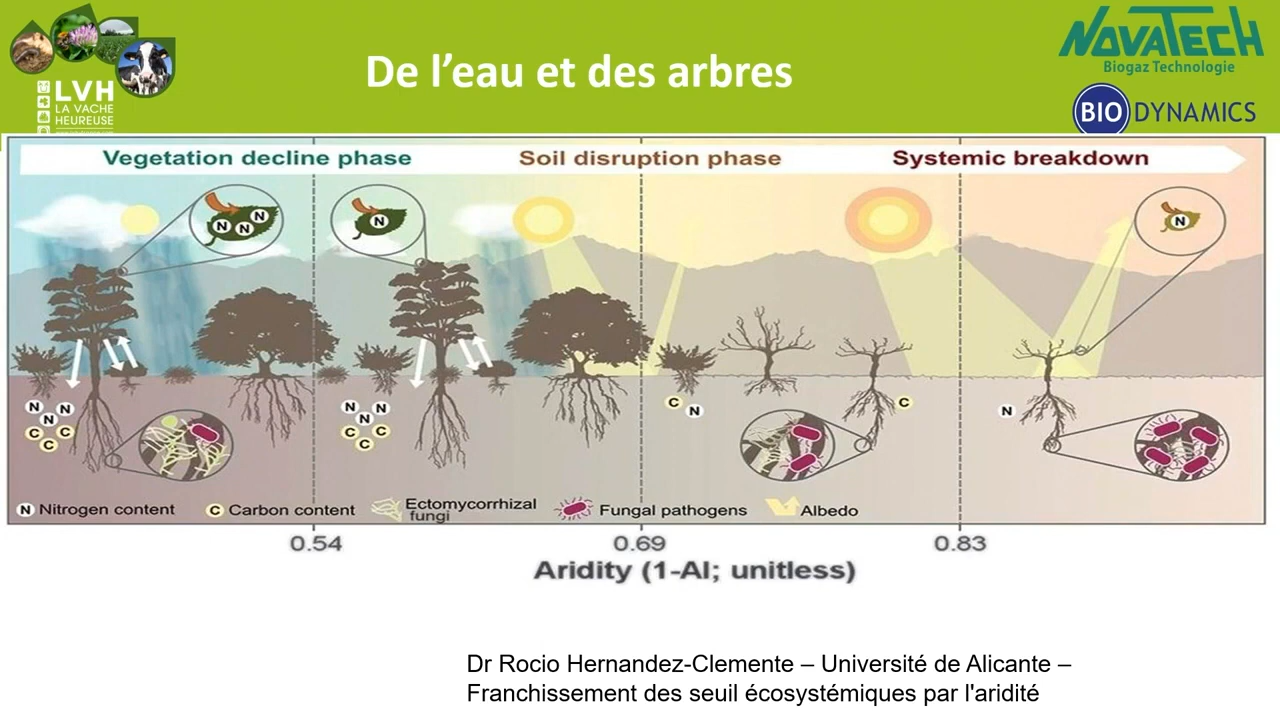 De l'eau et des arbres
LVH
LA VACHE
HEUREUSE
NOVATECH
Biogaz Technologie
BIO DYNAMICS
Vegetation decline phase
Soil disruption phase
Systemic breakdown
N
N
N
N
N
N
N
N
N
C
C
C
N
N
N
C
C
C
C
N
C
N
N Nitrogen content
C Carbon content
Ectomycorrhizal
fungi
Fungal pathogens
Albedo
0.54
0.69
0.83
Aridity (1-AI; unitless)
Dr Rocio Hernandez-Clemente – Université de Alicante –
Franchissement des seuil écosystémiques par l'aridité